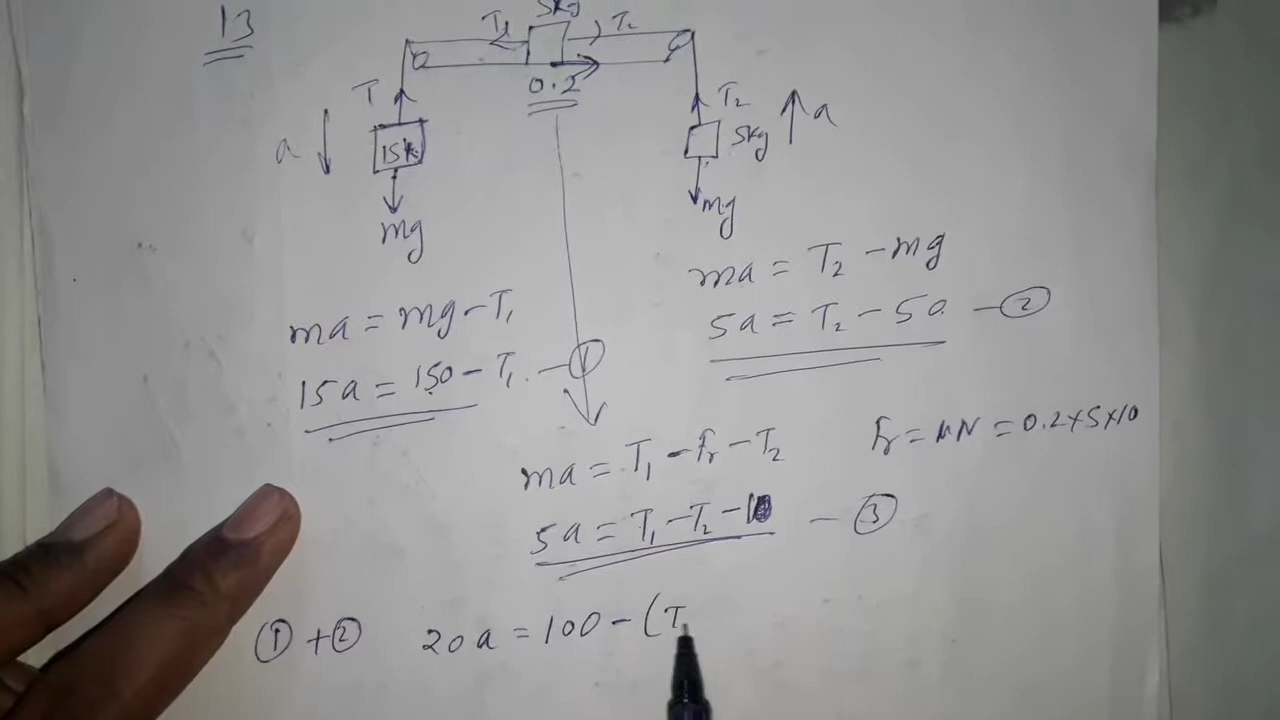 13
T₁ 5kg T₂
0.2
T
a 15k
mg
T₂
5kg a
mg
ma = mg - T₁
15a = 150 - T₁ - ①
ma = T₂ - mg
5a = T₂ - 50 - ②
ma = T₁ - fr - T₂
5a = T₁ - T₂ - 10 - ③
Fr = μN = 0.2×5×10
① + ② 20a = 100 - (T